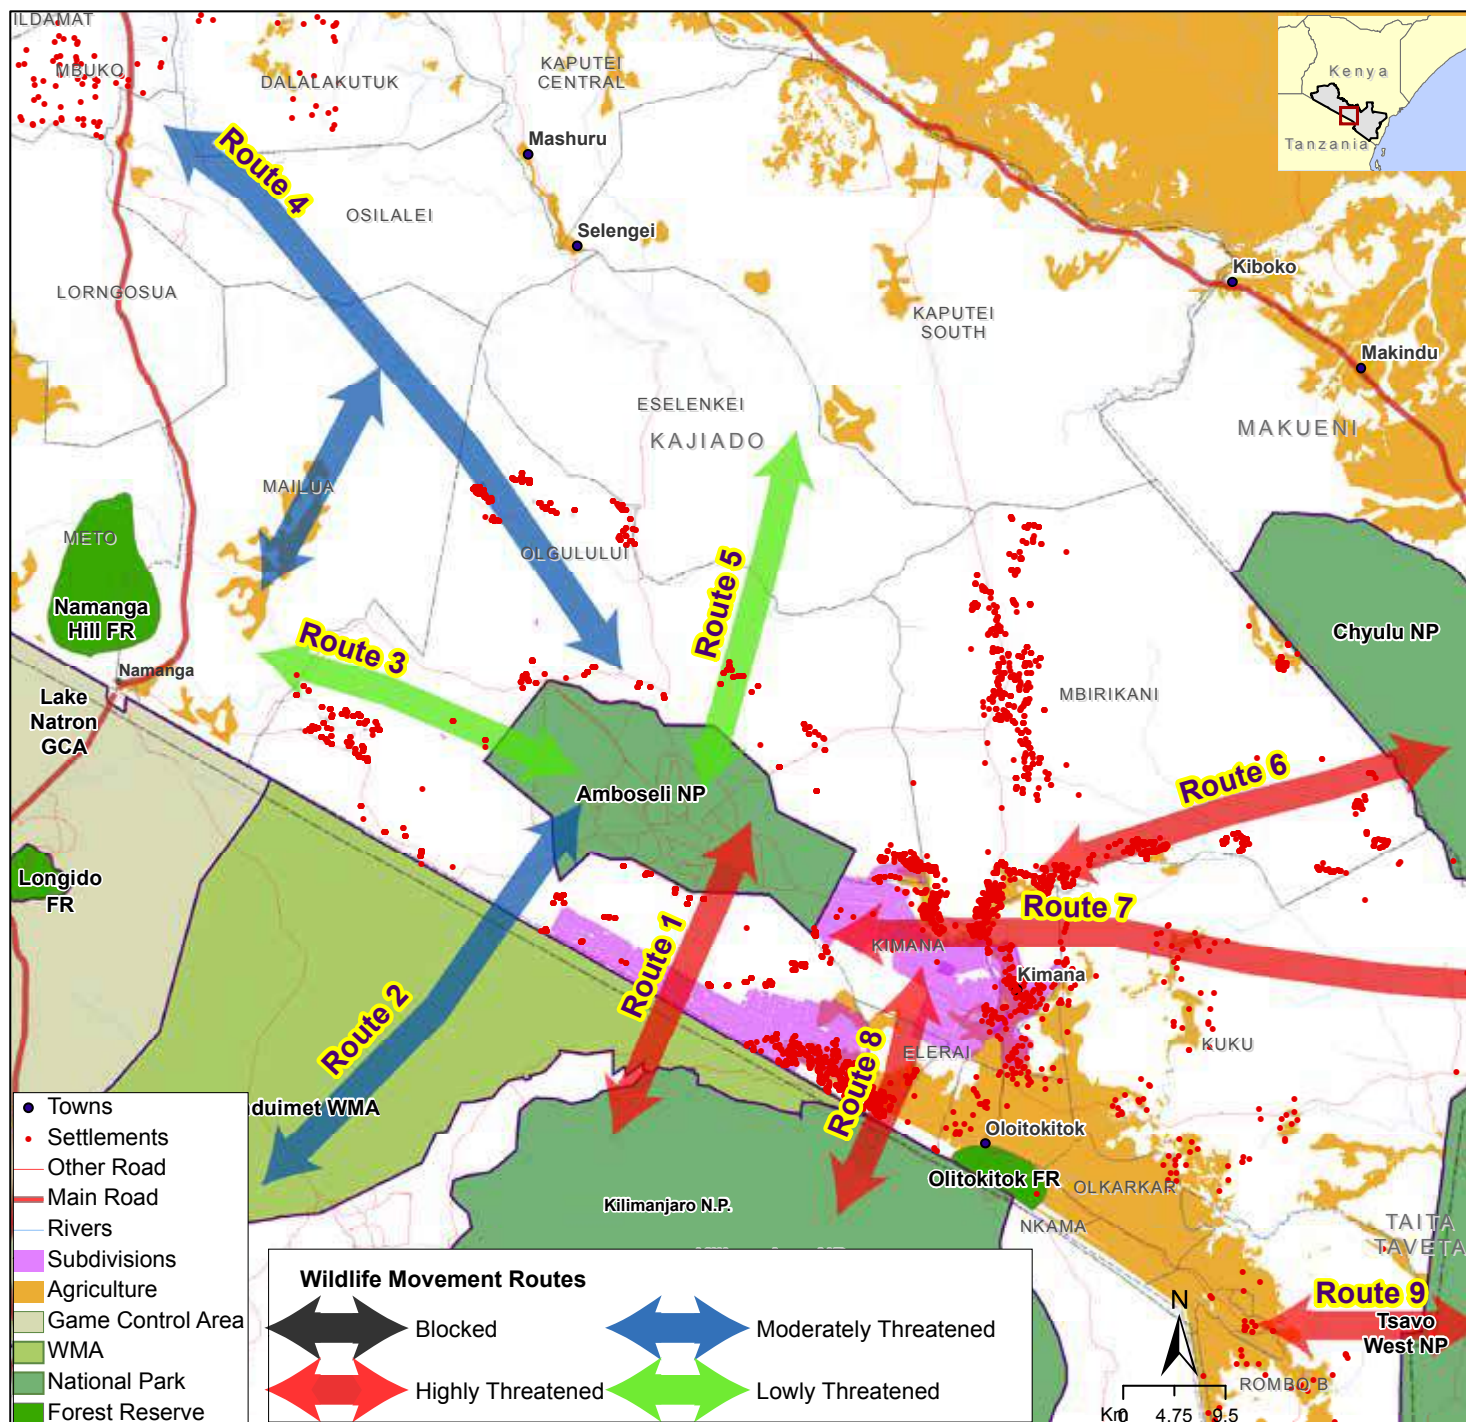 ILDAMAT
MBUKO
DALALAKUTUK
KAPUTEI
CENTRAL
Kenya
Tanzania
Mashuru
Route 4
OSILALEI
Selengei
Kiboko
LORNGOSUA
KAPUTEI
SOUTH
Makindu
ESELENKEI
KAJIADO
MAKUENI
MAILUA
METO
OLGULULUI
Route 5
Namanga
Hill FR
Route 3
Chyulu NP
Namanga
MBIRIKANI
Lake
Natron
GCA
Route 6
Amboseli NP
Longido
FR
Route 7
KIMANA
Kimana
Route 1
Route 2
Route 8
ELERAI
KUKU
nduimet WMA
Oloitokitok
Olitokitok FR
OLKARKAR
NKAMA
Kilimanjaro N.P.
TAITA
TAVETA
Route 9
Tsavo
West NP
ROMBO B
N
Km
0 4.75 9.5
Towns
Settlements
Other Road
Main Road
Rivers
Subdivisions
Agriculture
Game Control Area
WMA
National Park
Forest Reserve
Wildlife Movement Routes
Blocked
Moderately Threatened
Highly Threatened
Lowly Threatened